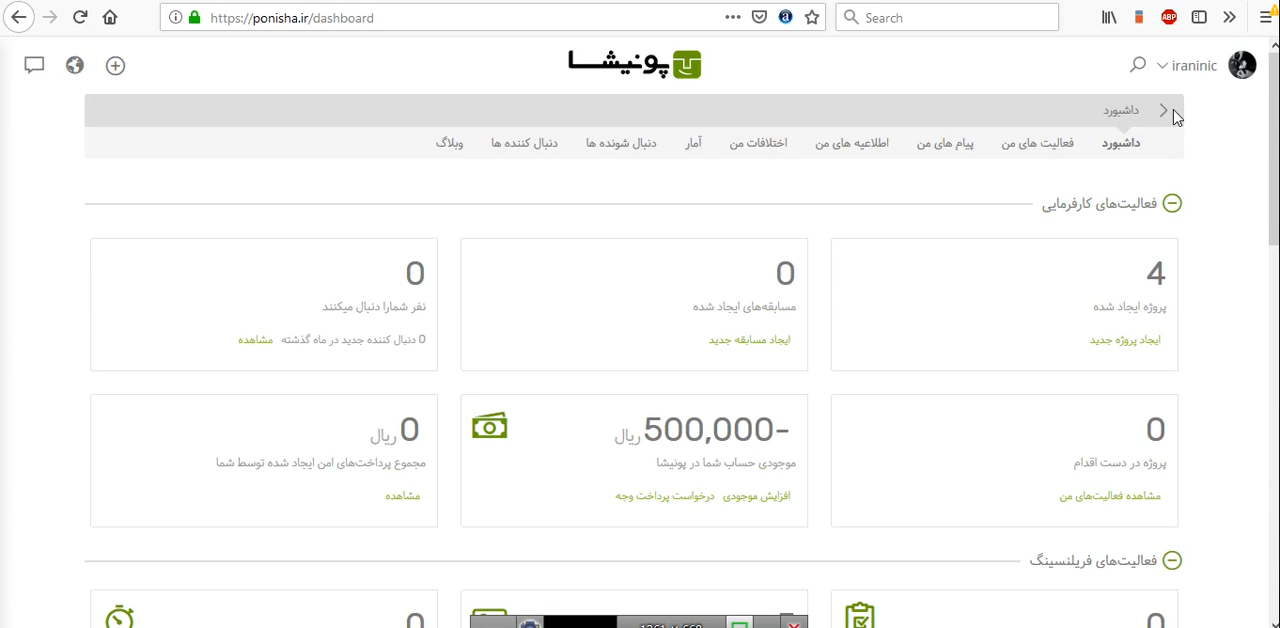 https://ponisha.ir/dashboard
Search
ABP
پونیشا
iraninic
داشبورد
داشبورد فعالیت های من پیام های من اطلاعیه های من اختلافات من آمار دنبال شونده ها دنبال کننده ها وبلاگ
فعالیت‌های کارفرمایی
4
پروژه ایجاد شده
ایجاد پروژه جدید
0
مسابقه‌های ایجاد شده
ایجاد مسابقه جدید
0
نفر شمارا دنبال میکنند
0 دنبال کننده جدید در ماه گذشته مشاهده
0
پروژه در دست اقدام
مشاهده فعالیت‌های من
-500,000 ریال
موجودی حساب شما در پونیشا
افزایش موجودی درخواست پرداخت وجه
0 ریال
مجموع پرداخت‌های امن ایجاد شده توسط شما
مشاهده
فعالیت‌های فریلنسینگ